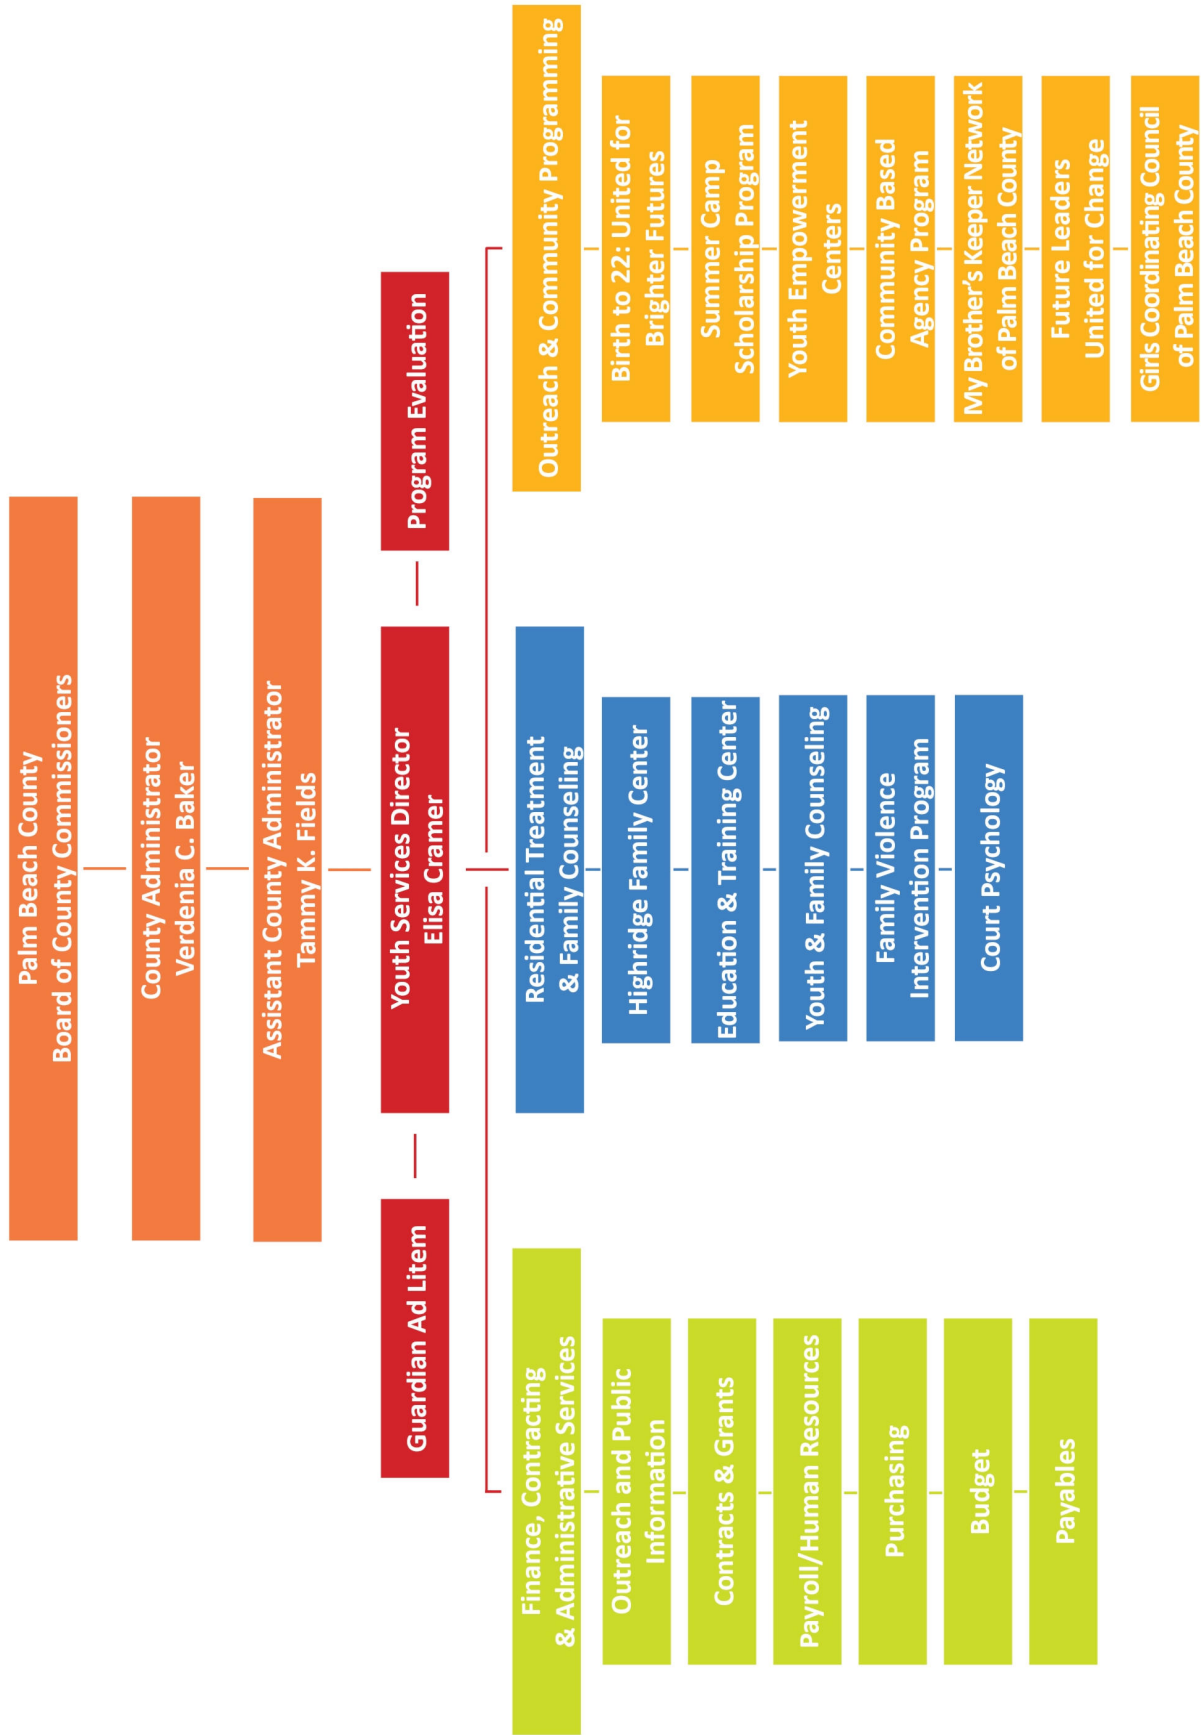 Palm Beach County
Board of County Commissioners
County Administrator
Verdenia C. Baker
Assistant County Administrator
Tammy K. Fields
Guardian Ad Litem
Youth Services Director
Elisa Cramer
Program Evaluation
Finance, Contracting
& Administrative Services
Outreach and Public
Information
Contracts & Grants
Payroll/Human Resources
Purchasing
Budget
Payables
Residential Treatment
& Family Counseling
Highridge Family Center
Education & Training Center
Youth & Family Counseling
Family Violence
Intervention Program
Court Psychology
Outreach & Community Programming
Birth to 22: United for
Brighter Futures
Summer Camp
Scholarship Program
Youth Empowerment
Centers
Community Based
Agency Program
My Brother's Keeper Network
of Palm Beach County
Future Leaders
United for Change
Girls Coordinating Council
of Palm Beach County